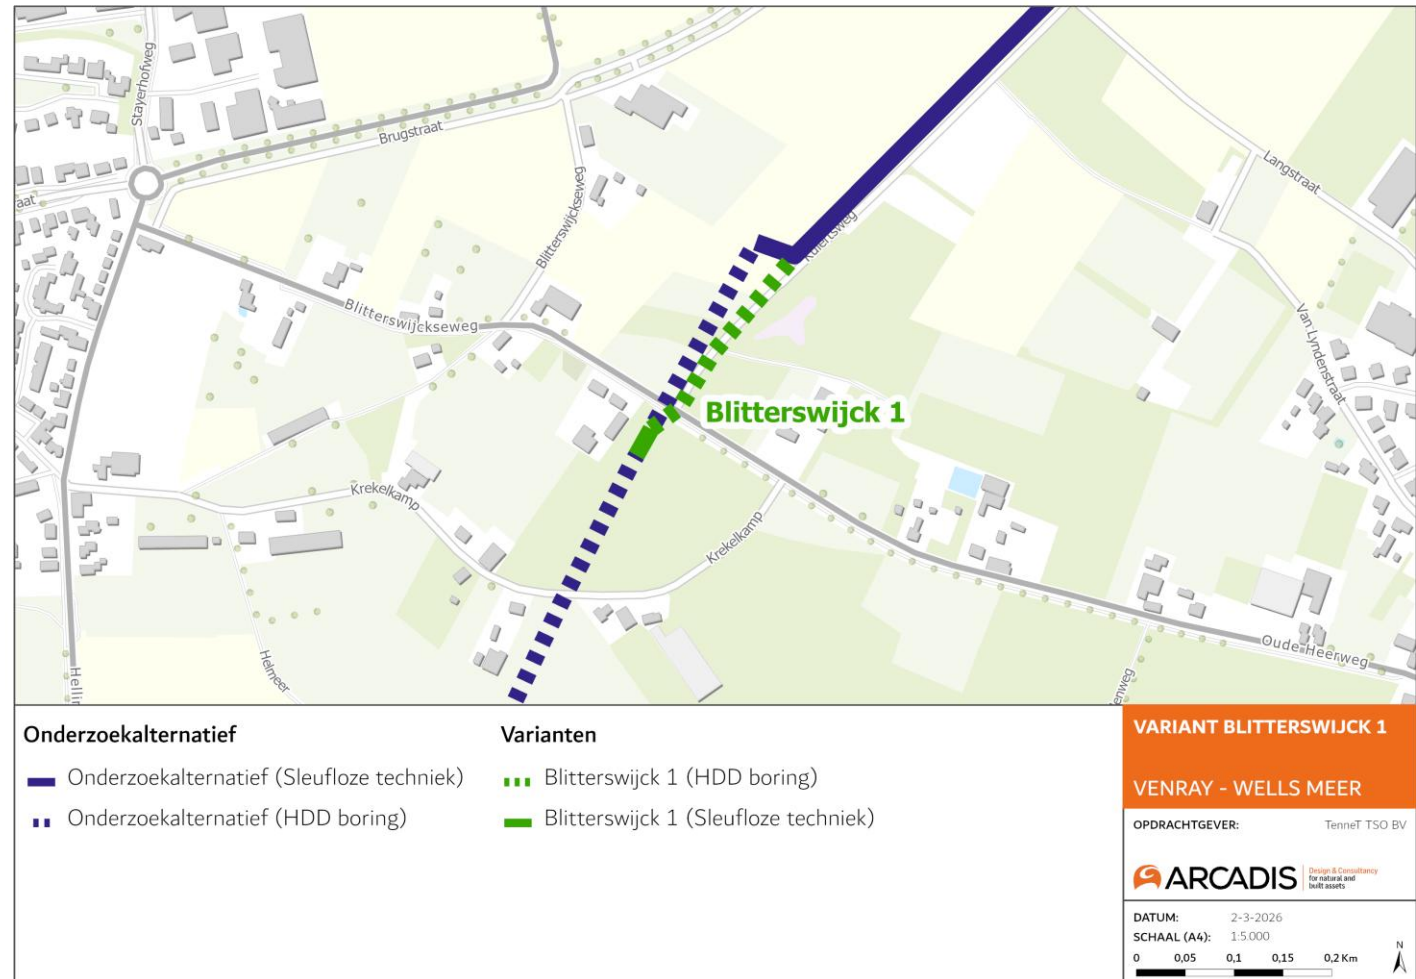 Stayerhofweg
Brugstraat
aat
Blitterswijckseweg
Langstraat
Blitterswijckseweg
Van Lyndenstraat
Blitterswijck 1
Krekelkamp
Krekelkamp
Helmeer
Oude Heerweg
enweg
Onderzoekalternatief
Onderzoekalternatief (Sleufloze techniek)
Onderzoekalternatief (HDD boring)
Varianten
Blitterswijck 1 (HDD boring)
Blitterswijck 1 (Sleufloze techniek)
VARIANT BLITTERSWIJCK 1
VENRAY - WELLS MEER
OPDRACHTGEVER: TenneT TSO BV
ARCADIS
Design & Consultancy
for natural and
built assets
DATUM: 2-3-2026
SCHAAL (A4): 1:5.000
0 0,05 0,1 0,15 0,2 Km
N